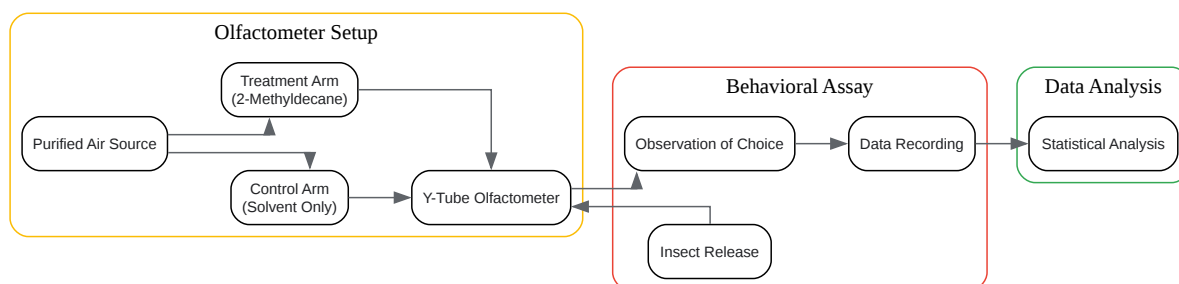 Olfactometer Setup
Treatment Arm
(2-Methyldecane)
Purified Air Source
Control Arm
(Solvent Only)
Y-Tube Olfactometer
Behavioral Assay
Observation of Choice
Data Recording
Insect Release
Data Analysis
Statistical Analysis